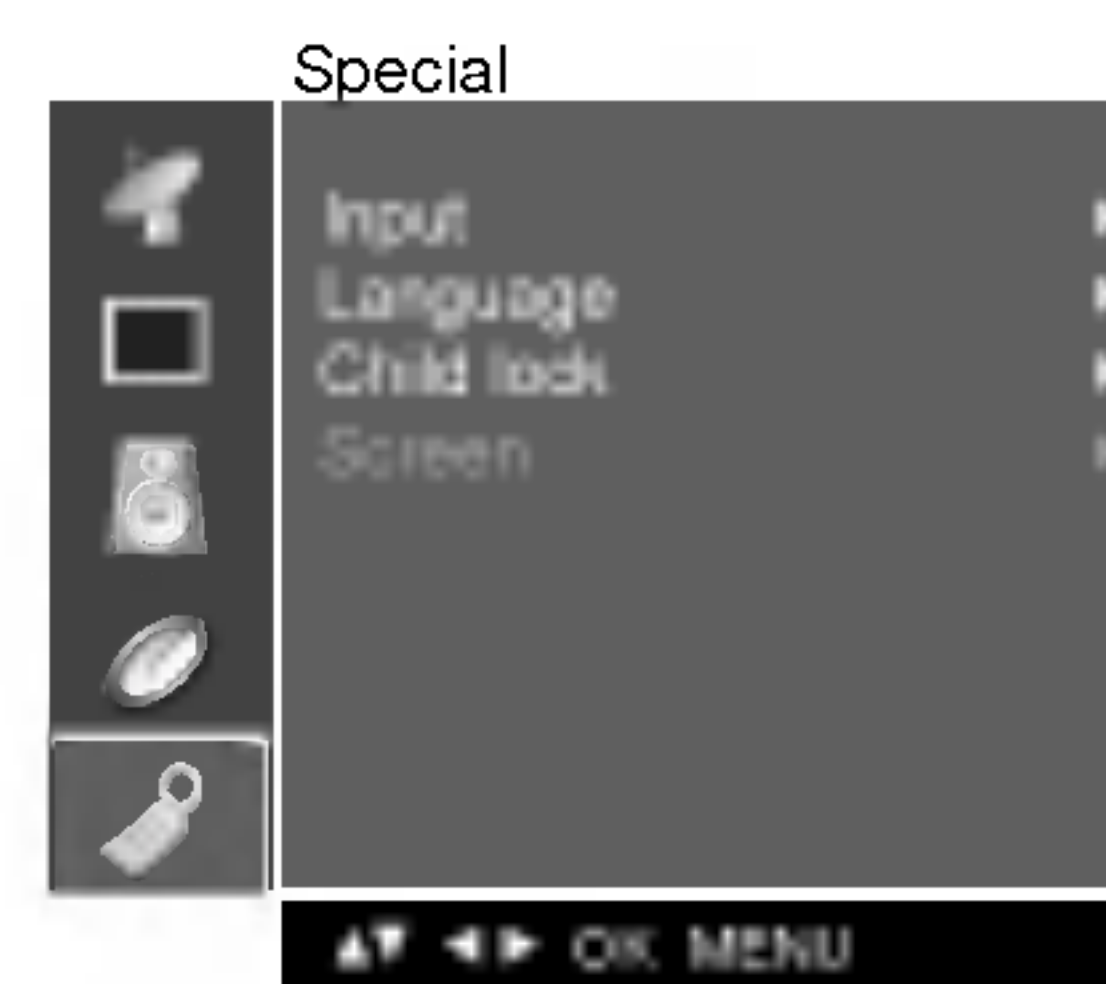 Special
Input
Language
Child lock
Screen
▲▼ ◄► OK MENU